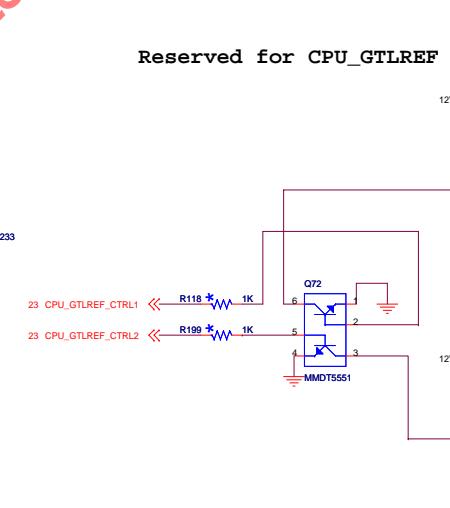 Reserved for CPU_GTLREF
12
233
Q72
23 CPU_GTLREF_CTRL1 R118 * 1K 6 1
2
23 CPU_GTLREF_CTRL2 R199 * 1K 5
4 3
12
MMDT5551